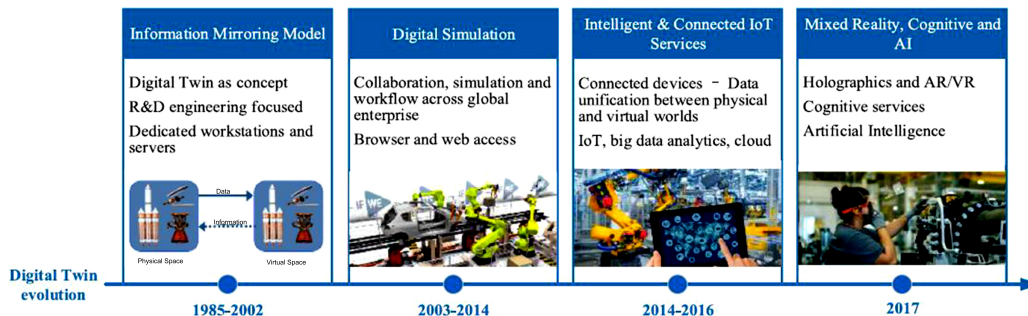 Information Mirroring Model
Digital Twin as concept
R&D engineering focused
Dedicated workstations and
servers
Data
Information
Physical Space
Virtual Space
Digital Simulation
Collaboration, simulation and
workflow across global
enterprise
Browser and web access
IF WE
Intelligent & Connected IoT
Services
Connected devices – Data
unification between physical
and virtual worlds
IoT, big data analytics, cloud
Mixed Reality, Cognitive and
AI
Holographics and AR/VR
Cognitive services
Artificial Intelligence
Digital Twin
evolution
1985-2002
2003-2014
2014-2016
2017